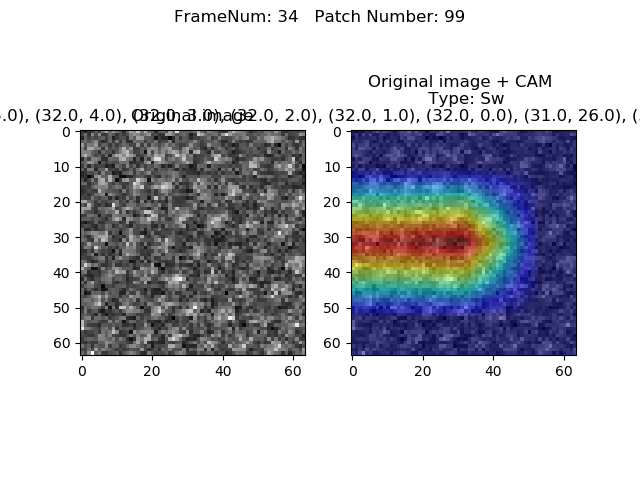 FrameNum: 34   Patch Number: 99
Original image + CAM
Type: Sw
.0), (32.0, 4.0), (32.0, 3.0), (32.0, 2.0), (32.0, 1.0), (32.0, 0.0), (31.0, 26.0), (
Original image
0
10
20
30
40
50
60
0 20 40 60
0
10
20
30
40
50
60
0 20 40 60